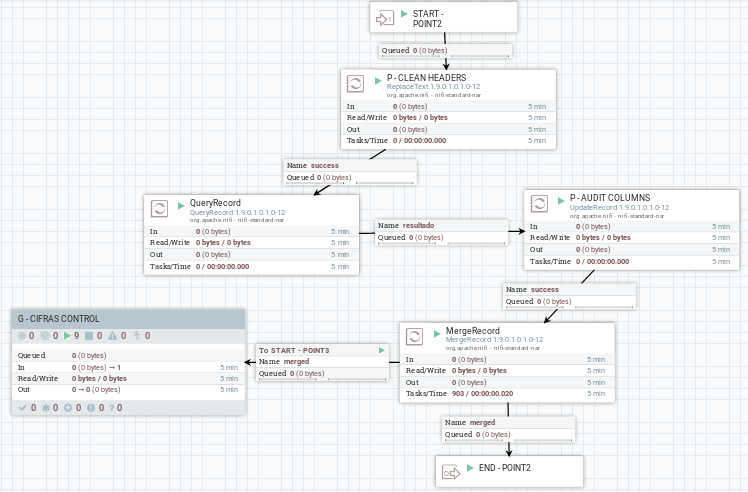 START -
POINT2
Queued 0 (0 bytes)
P - CLEAN HEADERS
ReplaceText 1.9.0.1.0.1.0-12
org.apache.nifi - nifi-standard-nar
In 0 (0 bytes) 5 min
Read/Write 0 bytes / 0 bytes 5 min
Out 0 (0 bytes) 5 min
Tasks/Time 0 / 00:00:00.000 5 min
Name success
Queued 0 (0 bytes)
QueryRecord
QueryRecord 1.9.0.1.0.1.0-12
org.apache.nifi - nifi-standard-nar
In 0 (0 bytes) 5 min
Read/Write 0 bytes / 0 bytes 5 min
Out 0 (0 bytes) 5 min
Tasks/Time 0 / 00:00:00.000 5 min
Name resultado
Queued 0 (0 bytes)
P - AUDIT COLUMNS
UpdateRecord 1.9.0.1.0.1.0-12
org.apache.nifi - nifi-standard-nar
In 0 (0 bytes) 5 min
Read/Write 0 bytes / 0 bytes 5 min
Out 0 (0 bytes) 5 min
Tasks/Time 0 / 00:00:00.000 5 min
Name success
Queued 0 (0 bytes)
MergeRecord
MergeRecord 1.9.0.1.0.1.0-12
org.apache.nifi - nifi-standard-nar
In 0 (0 bytes) 5 min
Read/Write 0 bytes / 0 bytes 5 min
Out 0 (0 bytes) 5 min
Tasks/Time 903 / 00:00:00.020 5 min
To START - POINT3
Name merged
Queued 0 (0 bytes)
G - CIFRAS CONTROL
0 0 9 0 0 0
Queued 0 (0 bytes)
In 0 (0 bytes) → 1 5 min
Read/Write 0 bytes / 0 bytes 5 min
Out 0 → 0 (0 bytes) 5 min
0 0 0 0 ? 0
Name merged
Queued 0 (0 bytes)
END - POINT2